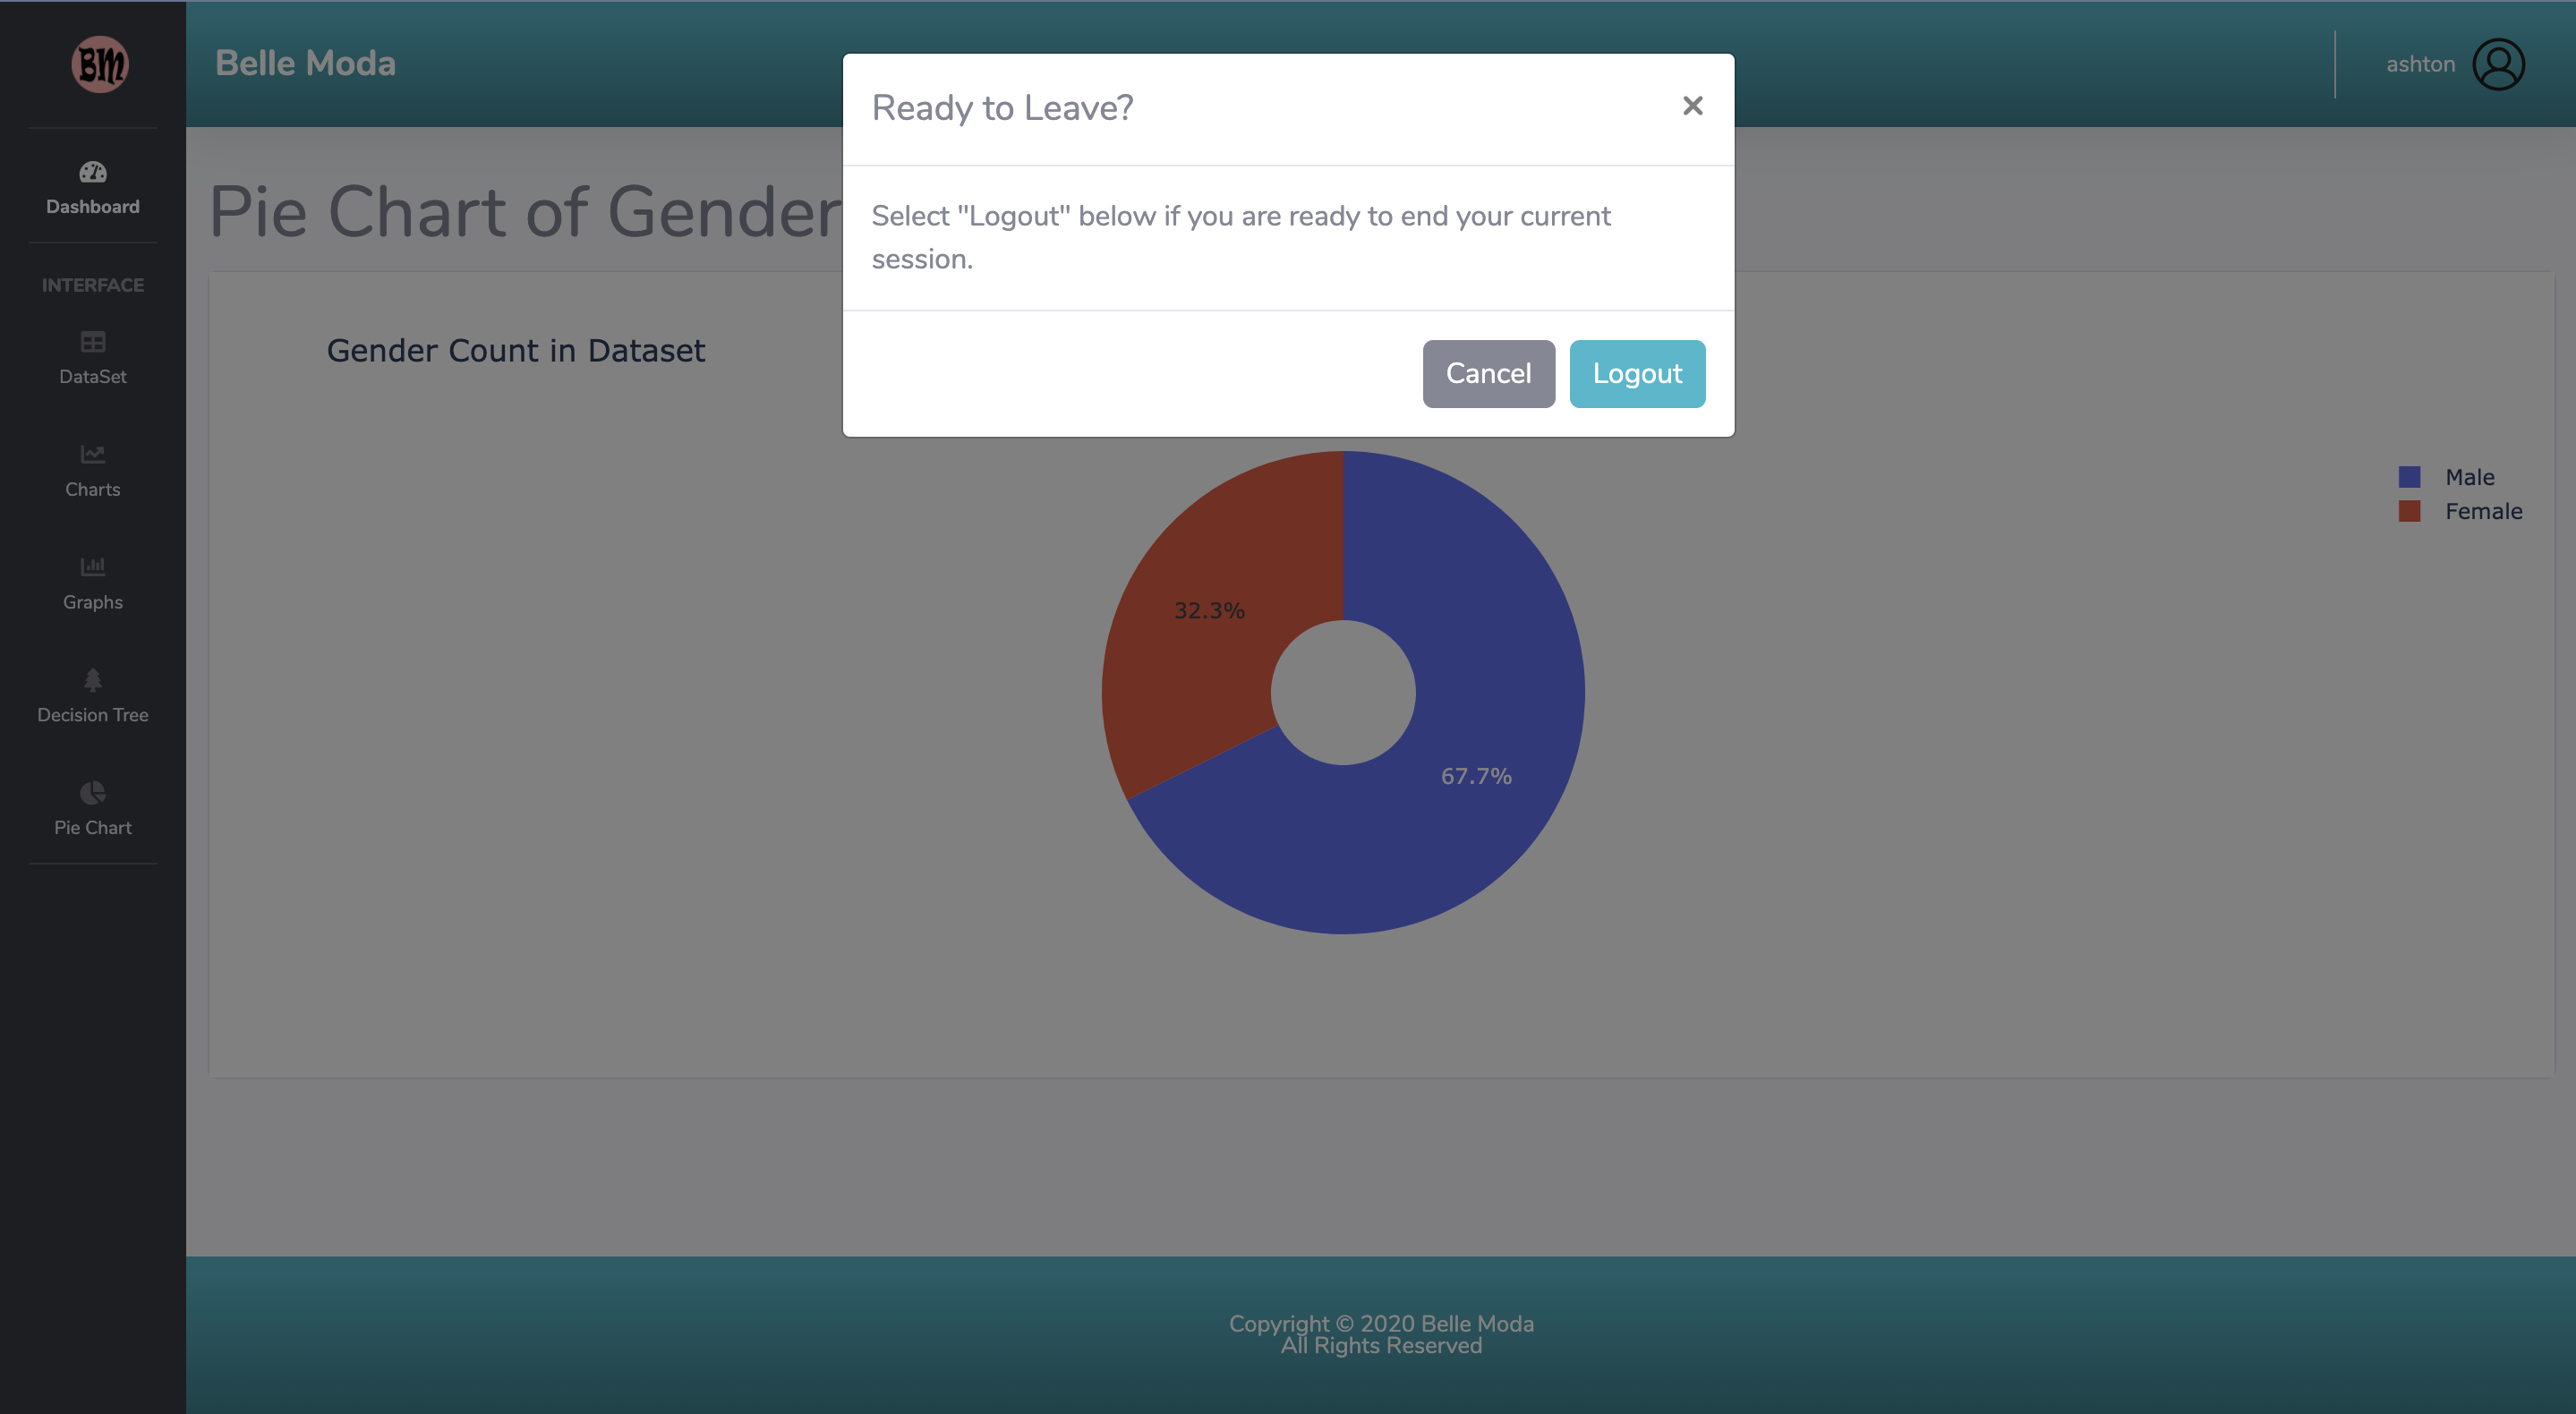 BM
Belle Moda
ashton
Ready to Leave?
×
Select "Logout" below if you are ready to end your current
session.
Cancel
Logout
Dashboard
INTERFACE
DataSet
Charts
Graphs
Decision Tree
Pie Chart
Pie Chart of Gender
Gender Count in Dataset
Male
Female
32.3%
67.7%
Copyright © 2020 Belle Moda
All Rights Reserved